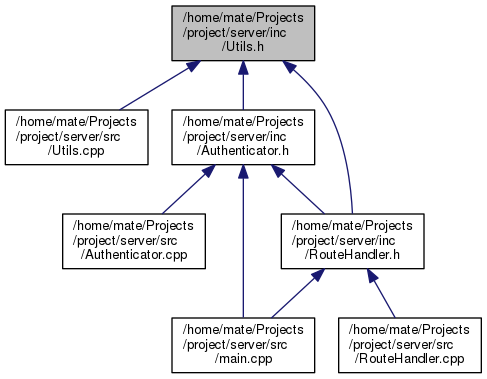 /home/mate/Projects
/project/server/inc
/Utils.h
/home/mate/Projects
/project/server/src
/Utils.cpp
/home/mate/Projects
/project/server/inc
/Authenticator.h
/home/mate/Projects
/project/server/src
/Authenticator.cpp
/home/mate/Projects
/project/server/inc
/RouteHandler.h
/home/mate/Projects
/project/server/src
/main.cpp
/home/mate/Projects
/project/server/src
/RouteHandler.cpp